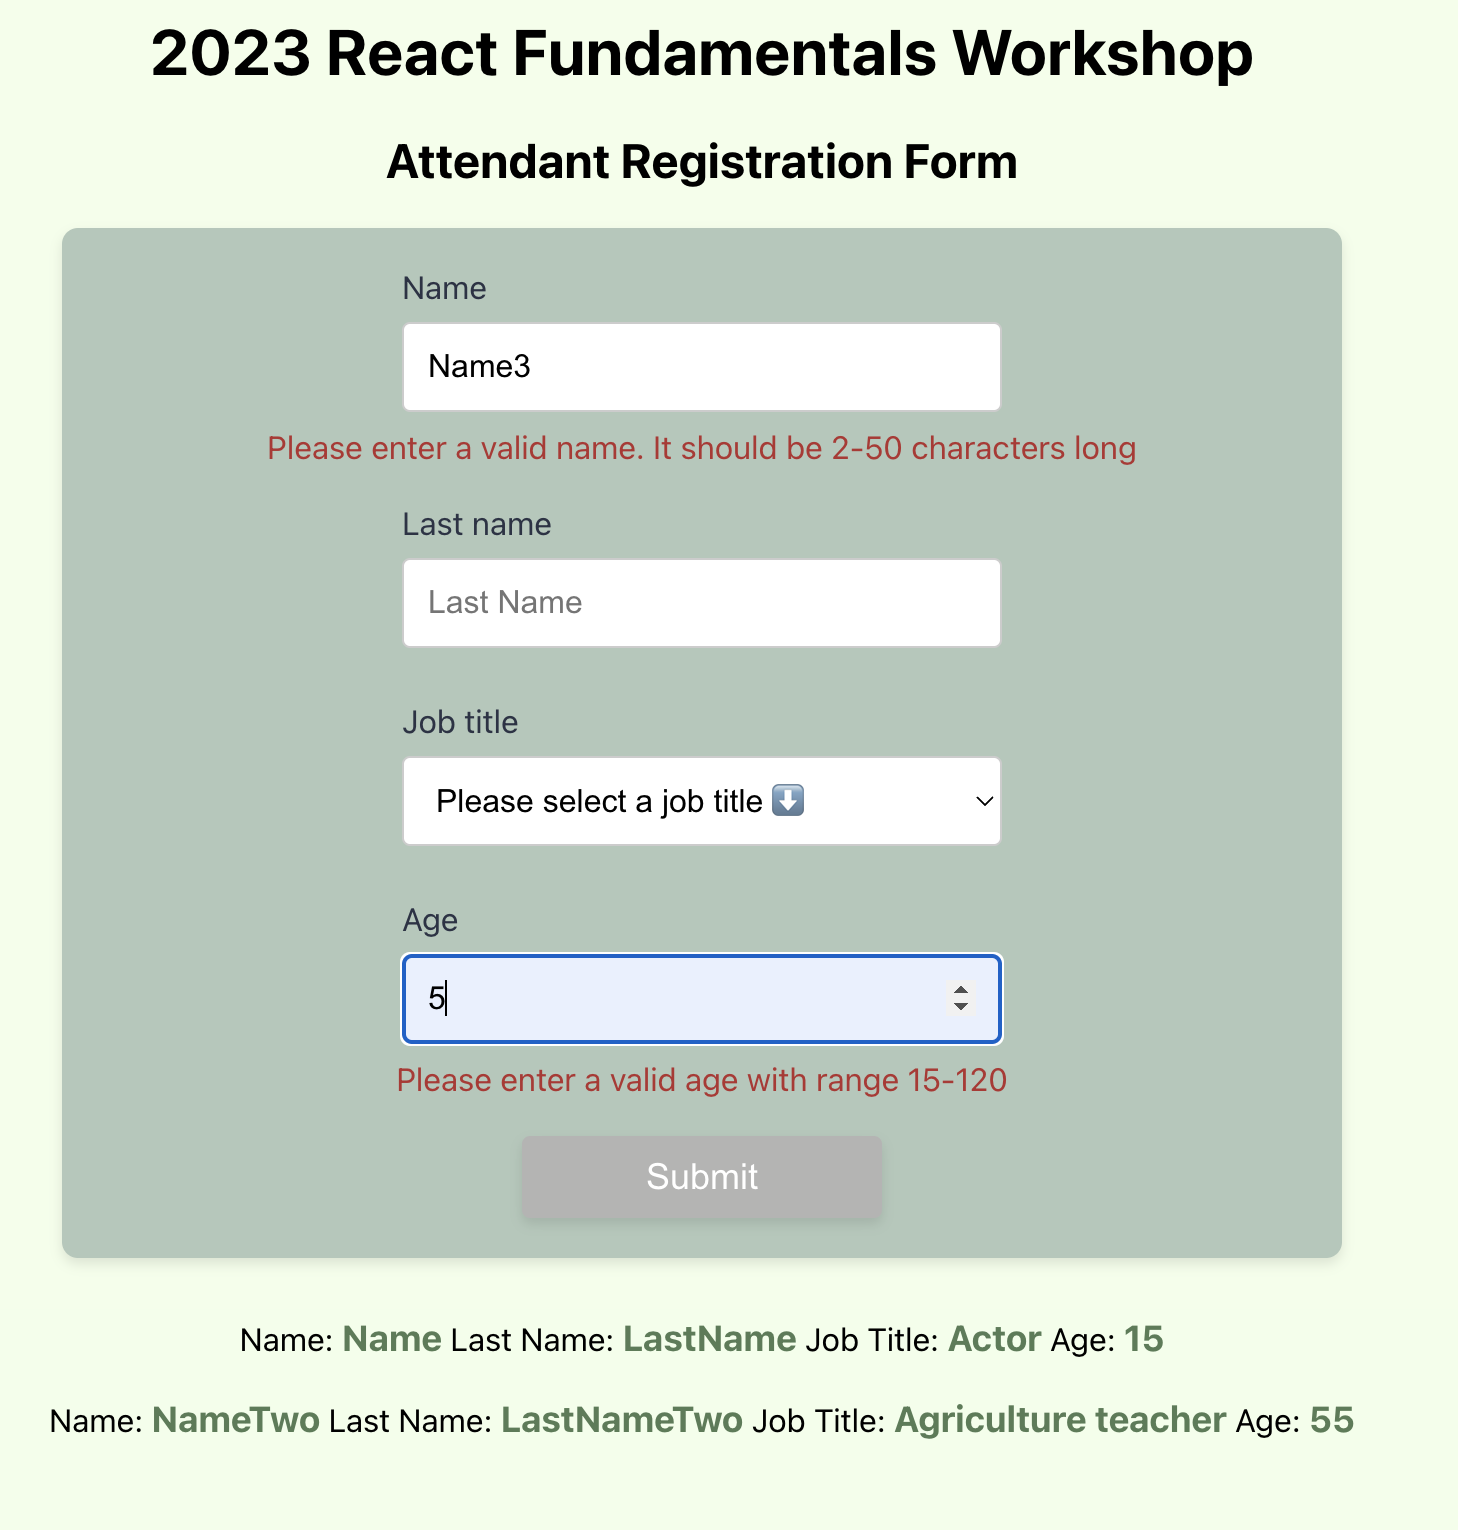 2023 React Fundamentals Workshop
Attendant Registration Form
Name
Name3
Please enter a valid name. It should be 2-50 characters long
Last name
Last Name
Job title
Please select a job title ⬇️
Age
5
Please enter a valid age with range 15-120
Submit
Name: Name Last Name: LastName Job Title: Actor Age: 15
Name: NameTwo Last Name: LastNameTwo Job Title: Agriculture teacher Age: 55